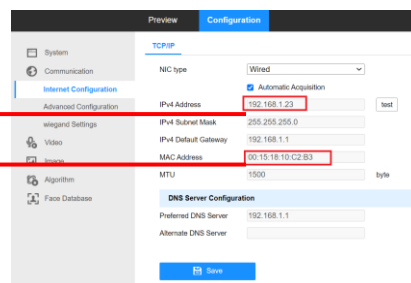 Preview Configuration
TCP/IP
System
Communication
Internet Configuration
Advanced Configuration
wiegand Settings
Video
Image
Algorithm
Face Database
NIC type Wired
Automatic Acquisition
IPv4 Address 192.168.1.23 test
IPv4 Subnet Mask 255.255.255.0
IPv4 Default Gateway 192.168.1.1
MAC Address 00:15:18:10:C2:B3
MTU 1500 byte
DNS Server Configuration
Preferred DNS Server 192.168.1.1
Alternate DNS Server
Save